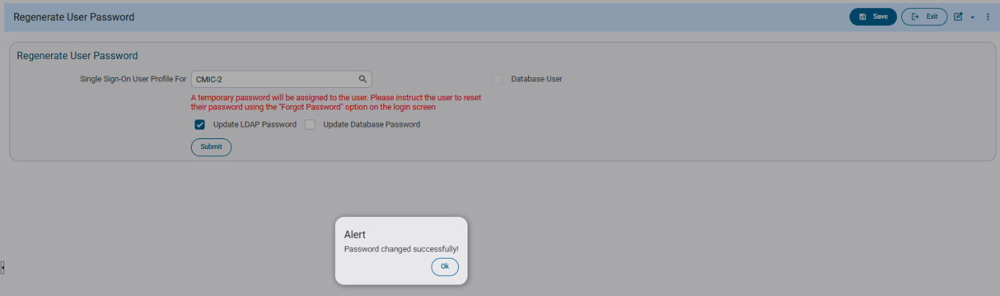 Regenerate User Password
Save
Exit
Regenerate User Password
Single Sign-On User Profile For CMIC-2 Database User
A temporary password will be assigned to the user. Please instruct the user to reset
their password using the "Forgot Password" option on the login screen
Update LDAP Password Update Database Password
Submit
Alert
Password changed successfully!
Ok